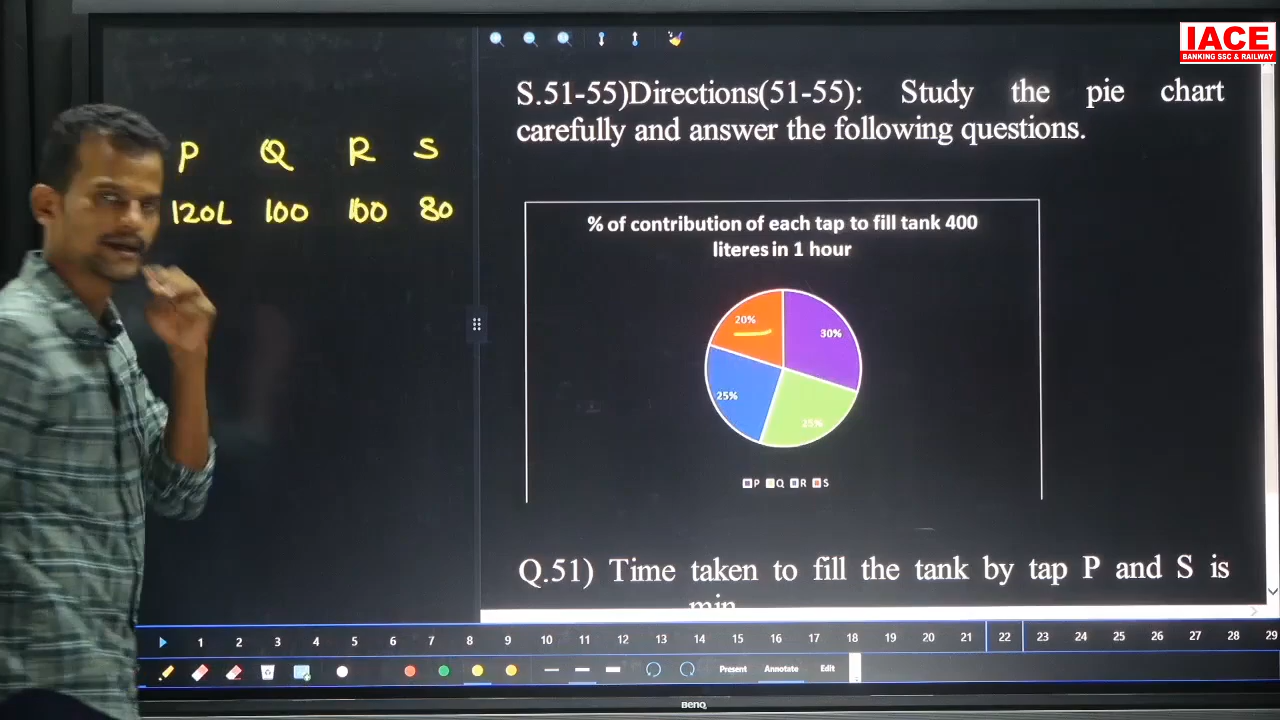 IACE
BANKING SSC & RAILWAY
P Q R S
120L 100 100 80
S.51-55)Directions(51-55): Study the pie chart
carefully and answer the following questions.
% of contribution of each tap to fill tank 400
literes in 1 hour
20%
30%
25%
25%
P Q R S
Q.51) Time taken to fill the tank by tap P and S is
min
1 2 3 4 5 6 7 8 9 10 11 12 13 14 15 16 17 18 19 20 21 22 23 24 25 26 27 28 29
Present Annotate Edit
BENQ